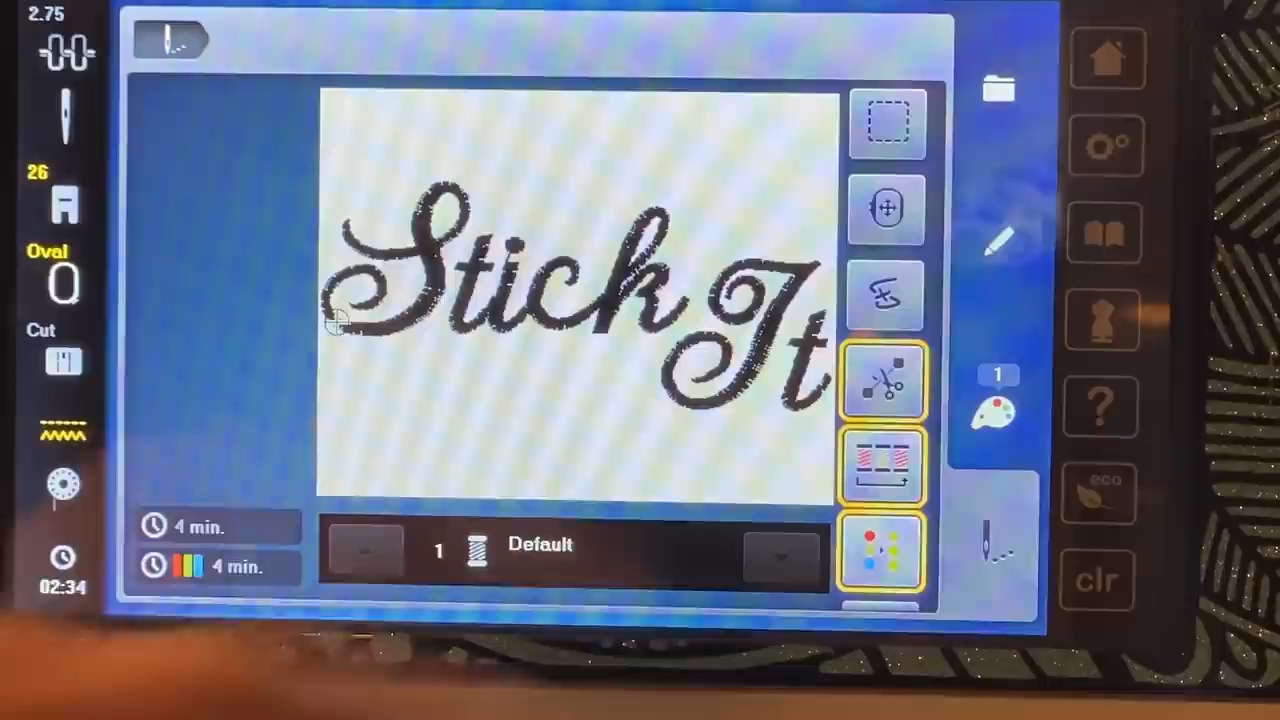 2.75
26
Oval
Cut
02:34
Stick It
4 min.
4 min.
1
Default
1
?
eco
clr